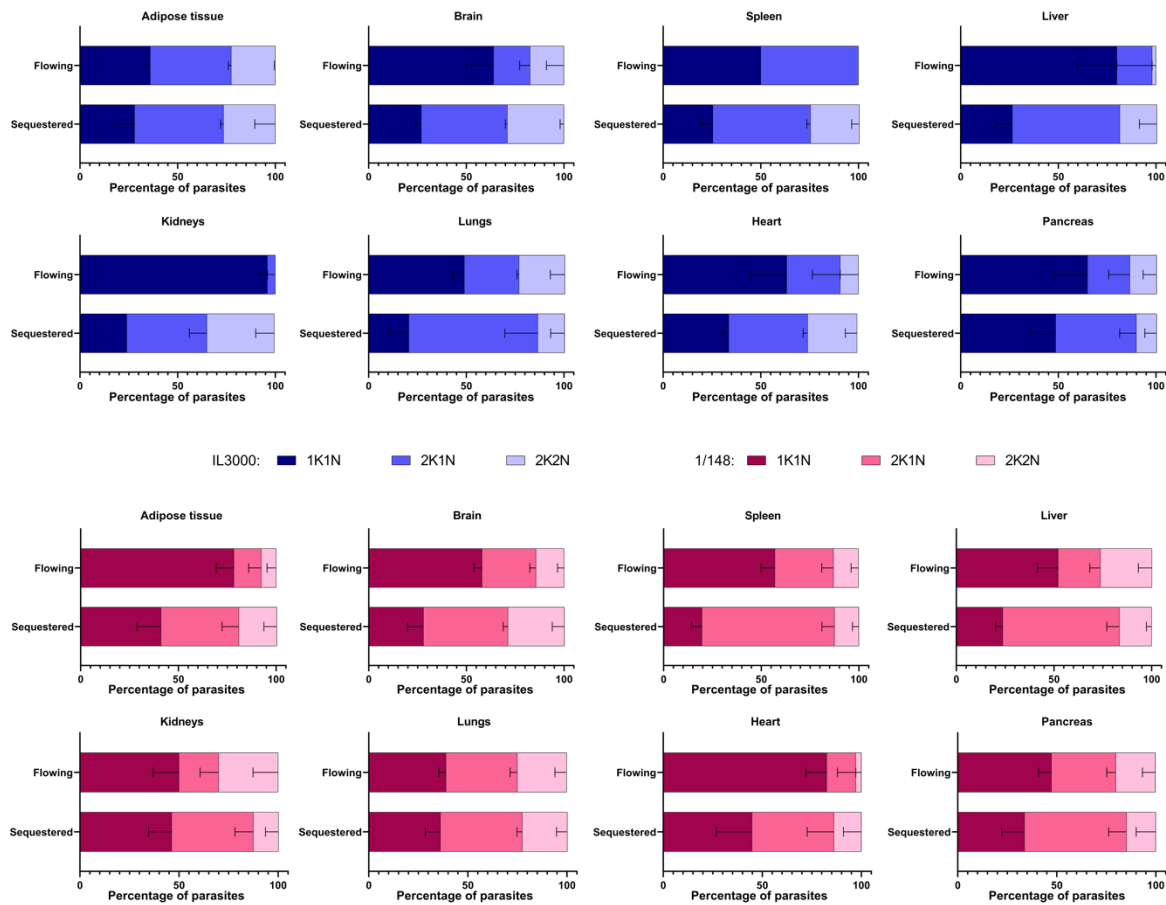 Adipose tissue
Brain
Spleen
Liver
Flowing
Flowing
Flowing
Flowing
Sequestered
Sequestered
Sequestered
Sequestered
0 50 100
0 50 100
0 50 100
0 50 100
Percentage of parasites
Percentage of parasites
Percentage of parasites
Percentage of parasites
Kidneys
Lungs
Heart
Pancreas
Flowing
Flowing
Flowing
Flowing
Sequestered
Sequestered
Sequestered
Sequestered
0 50 100
0 50 100
0 50 100
0 50 100
Percentage of parasites
Percentage of parasites
Percentage of parasites
Percentage of parasites
IL3000: 1K1N 2K1N 2K2N
1/148: 1K1N 2K1N 2K2N
Adipose tissue
Brain
Spleen
Liver
Flowing
Flowing
Flowing
Flowing
Sequestered
Sequestered
Sequestered
Sequestered
0 50 100
0 50 100
0 50 100
0 50 100
Percentage of parasites
Percentage of parasites
Percentage of parasites
Percentage of parasites
Kidneys
Lungs
Heart
Pancreas
Flowing
Flowing
Flowing
Flowing
Sequestered
Sequestered
Sequestered
Sequestered
0 50 100
0 50 100
0 50 100
0 50 100
Percentage of parasites
Percentage of parasites
Percentage of parasites
Percentage of parasites